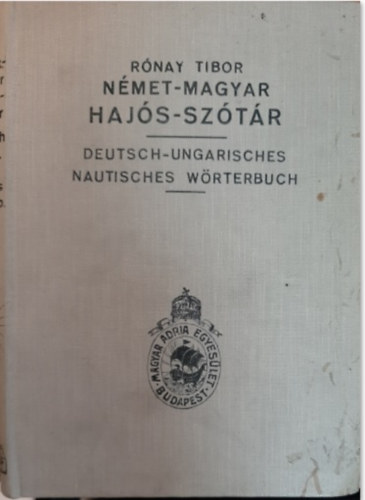 RÓNAY TIBOR
NÉMET-MAGYAR
HAJÓS-SZÓTÁR
DEUTSCH-UNGARISCHES
NAUTISCHES WÖRTERBUCH
MAGYAR ADRIA EGYESÜLET
BUDAPEST